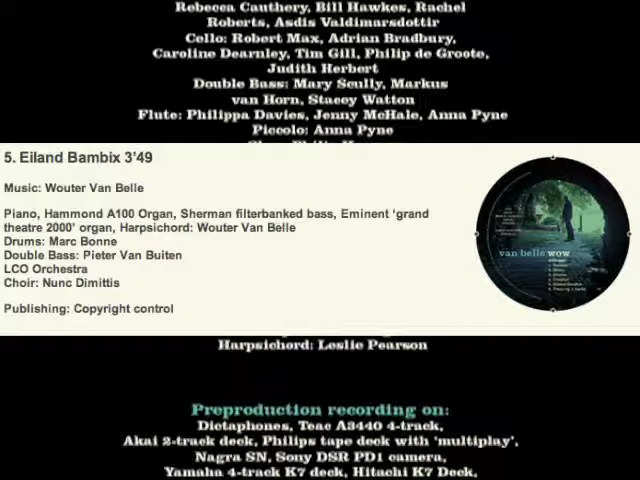 Rebecca Cauthery, Bill Hawkes, Rachel
Roberts, Asdis Valdimarsdottir
Cello: Robert Max, Adrian Bradbury,
Caroline Dearnley, Tim Gill, Philip de Groote,
Judith Herbert
Double Bass: Mary Scully, Markus
van Horn, Stacey Watton
Flute: Philippa Davies, Jenny McHale, Anna Pyne
Piccolo: Anna Pyne
5. Eiland Bambix 3'49
Music: Wouter Van Belle
Piano, Hammond A100 Organ, Sherman filterbanked bass, Eminent ‘grand
theatre 2000’ organ, Harpsichord: Wouter Van Belle
Drums: Marc Bonne
Double Bass: Pieter Van Buiten
LCO Orchestra
Choir: Nunc Dimittis
Publishing: Copyright control
van belle wow
Harpsichord: Leslie Pearson
Preproduction recording on:
Dictaphones, Teac A3440 4-track,
Akai 2-track deck, Philips tape deck with 'multiplay',
Nagra SN, Sony DSR PD1 camera,
Yamaha 4-track K7 deck, Hitachi K7 Deck,